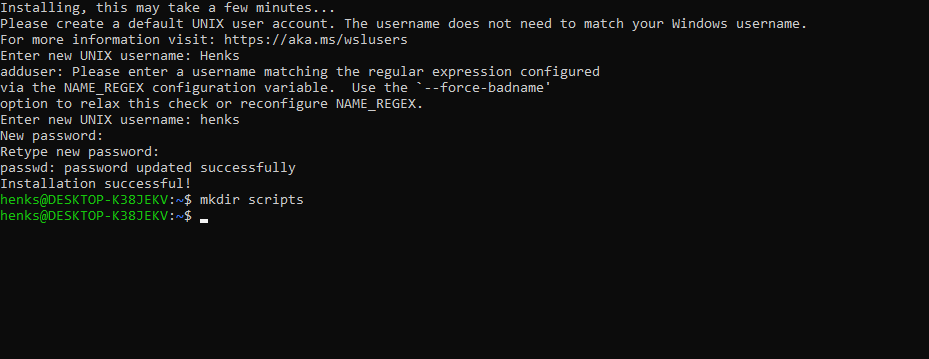 Installing, this may take a few minutes...
Please create a default UNIX user account. The username does not need to match your Windows username.
For more information visit: https://aka.ms/wslusers
Enter new UNIX username: Henks
adduser: Please enter a username matching the regular expression configured
via the NAME_REGEX configuration variable.  Use the `--force-badname'
option to relax this check or reconfigure NAME_REGEX.
Enter new UNIX username: henks
New password:
Retype new password:
passwd: password updated successfully
Installation successful!
henks@DESKTOP-K38JEKV:~$ mkdir scripts
henks@DESKTOP-K38JEKV:~$